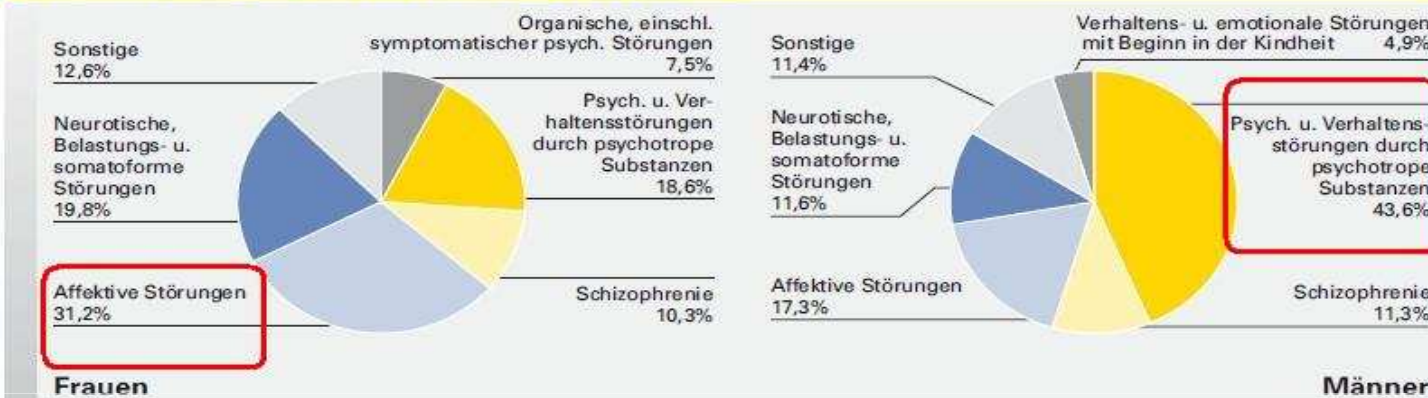 Organische, einschl.
symptomatischer psych. Störungen
7,5%
Sonstige
12,6%
Psych. u. Ver-
haltensstörungen
durch psychotrope
Substanzen
18,6%
Neurotische,
Belastungs- u.
somatoforme
Störungen
19,8%
Affektive Störungen
31,2%
Schizophrenie
10,3%
Frauen
Verhaltens- u. emotionale Störungen
mit Beginn in der Kindheit 4,9%
Sonstige
11,4%
Neurotische,
Belastungs- u.
somatoforme
Störungen
11,6%
Psych. u. Verhaltens-
störungen durch
psychotrope
Substanzen
43,6%
Affektive Störungen
17,3%
Schizophrenie
11,3%
Männer